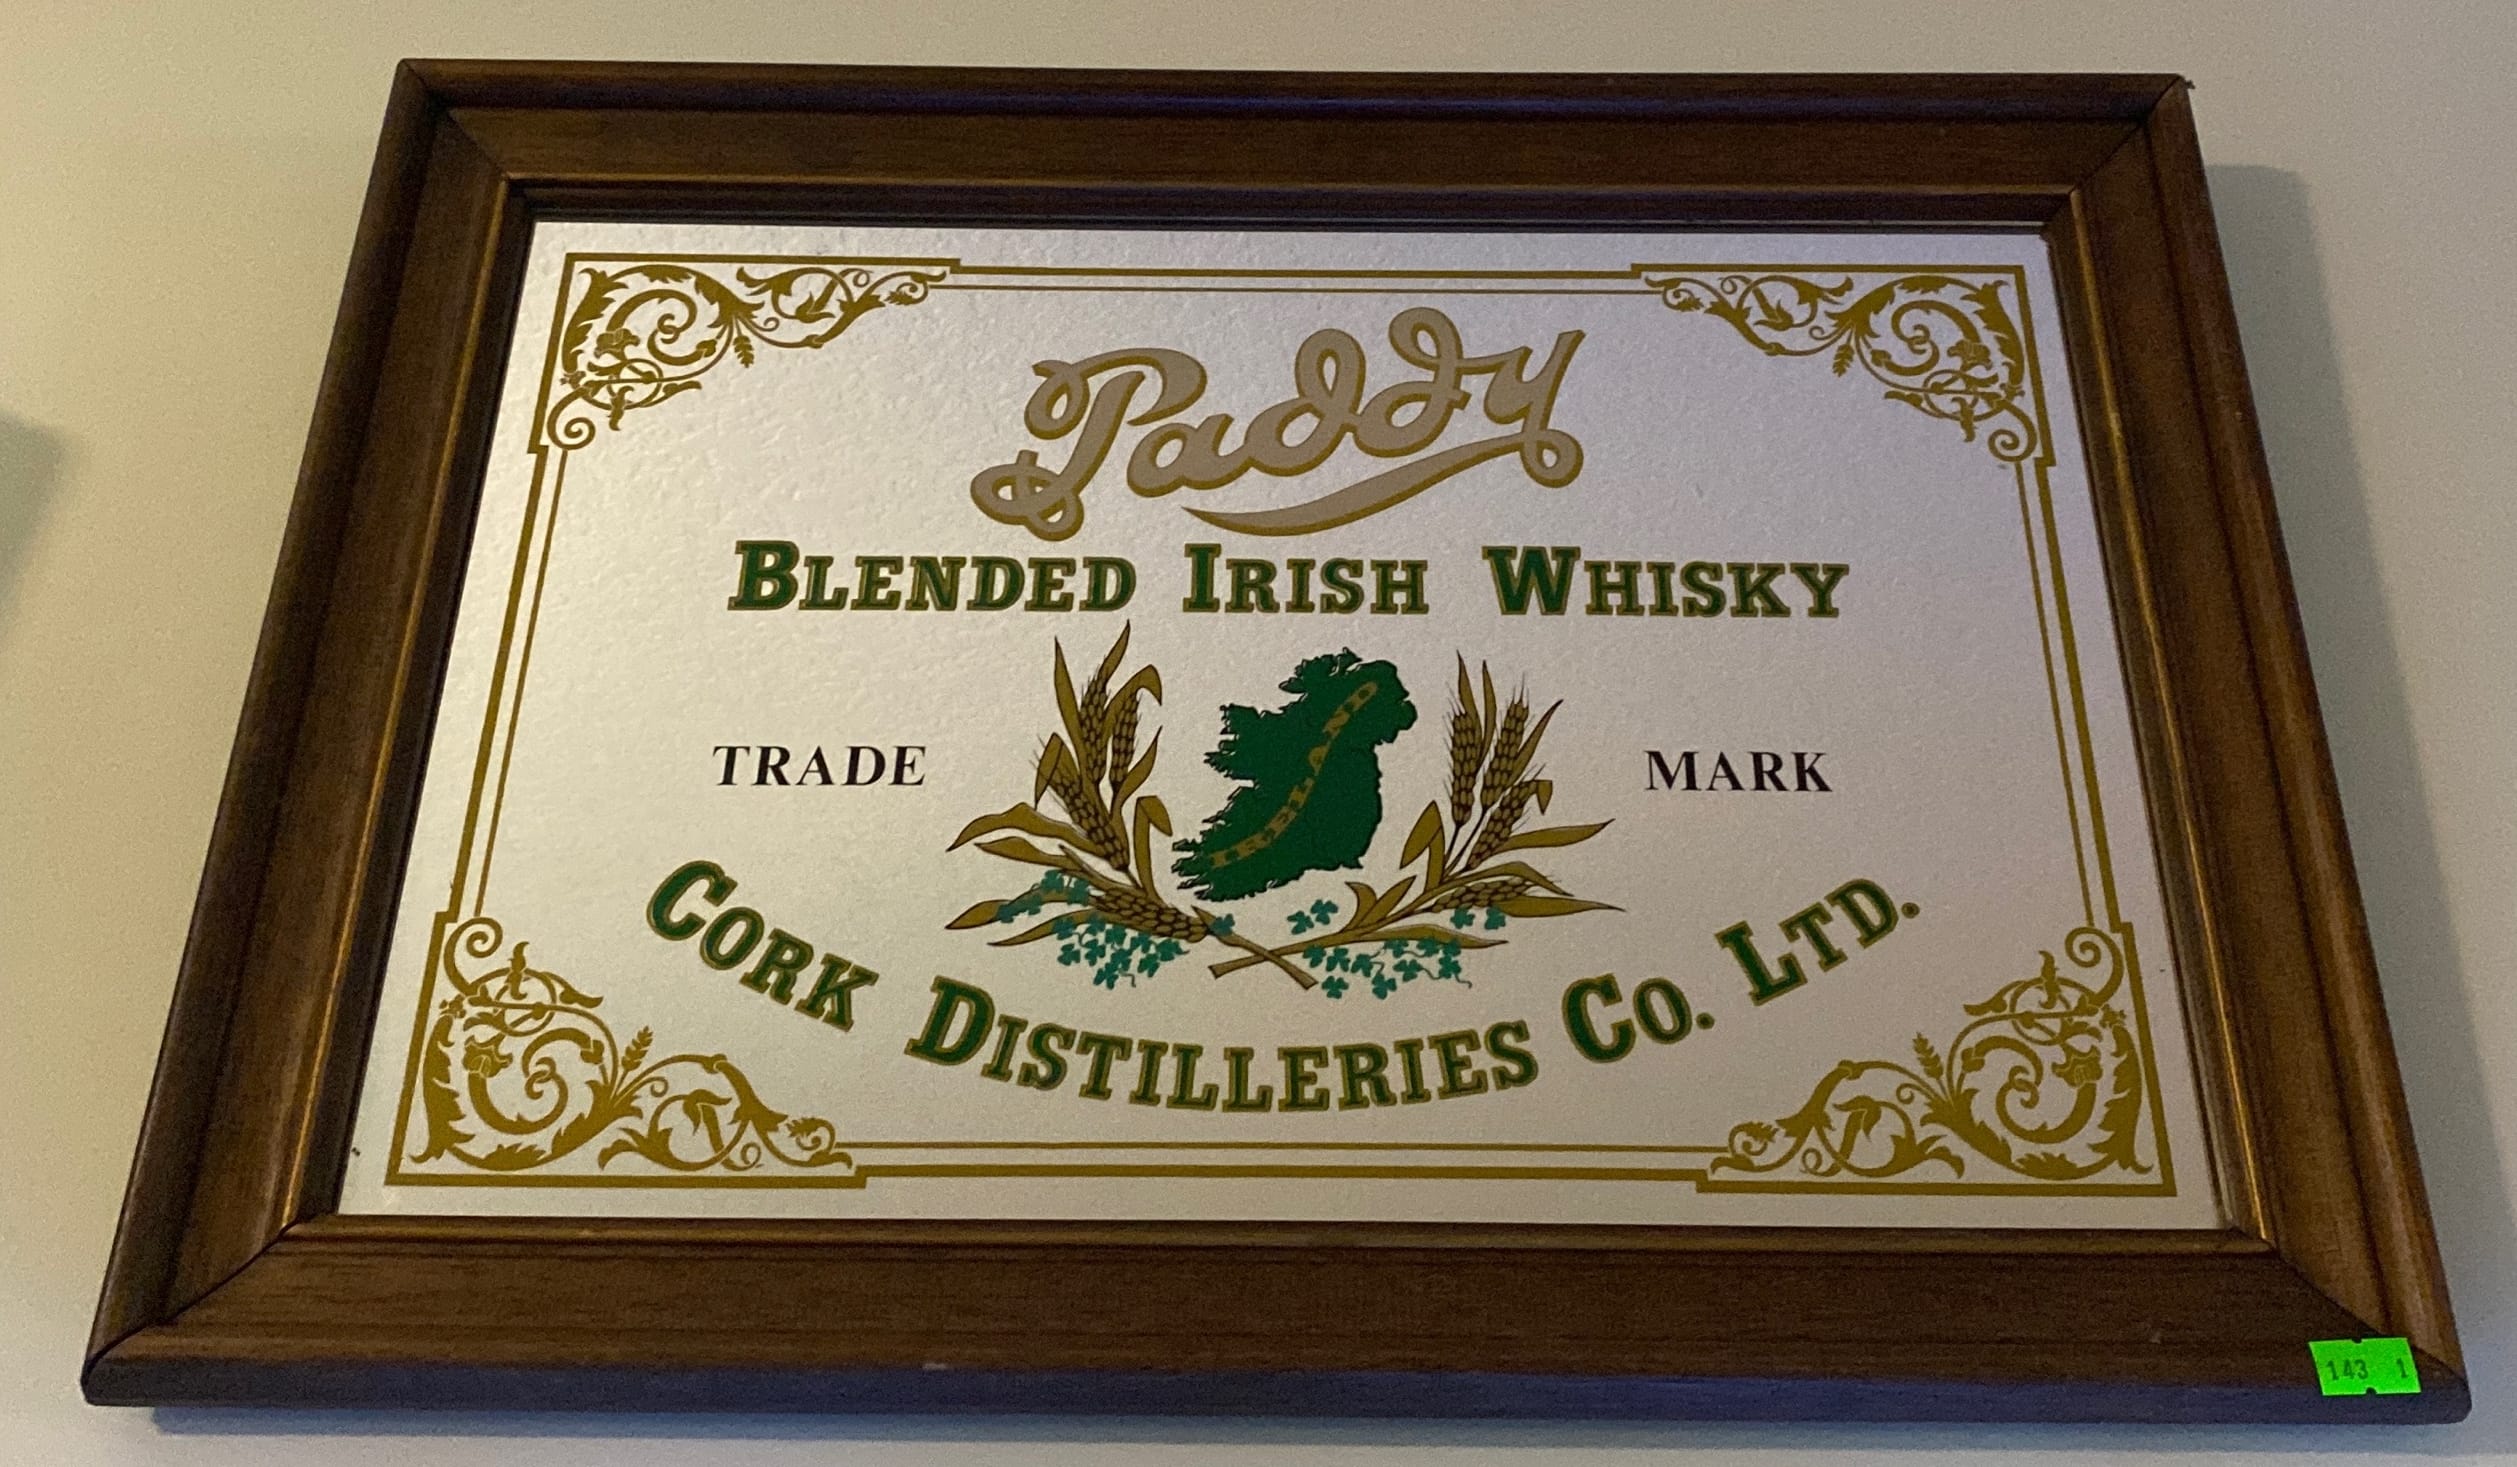 Paddy
BLENDED IRISH WHISKY
IRELAND
TRADE MARK
CORK DISTILLERIES CO. LTD.
143 1